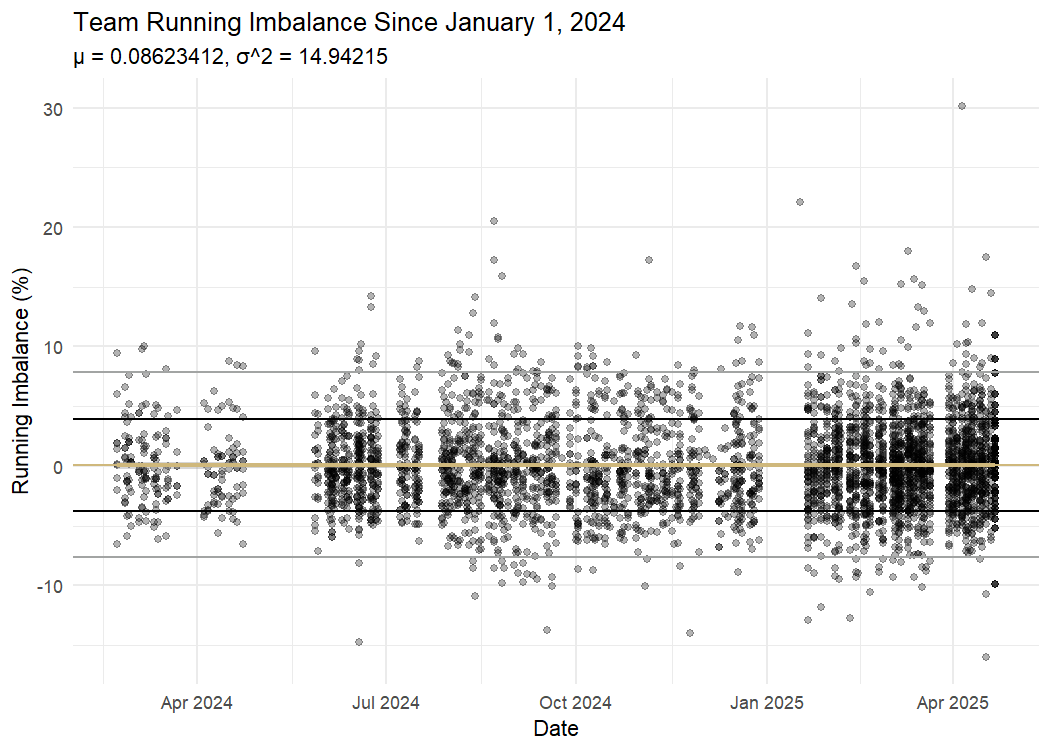 Team Running Imbalance Since January 1, 2024
μ = 0.08623412, σ^2 = 14.94215
Running Imbalance (%)
30
20
10
0
-10
Apr 2024
Jul 2024
Oct 2024
Jan 2025
Apr 2025
Date